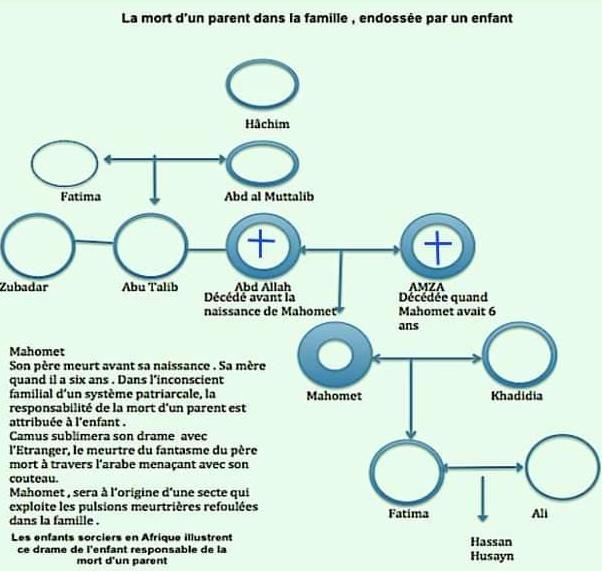 La mort d'un parent dans la famille , endossée par un enfant
Hâchim
Fatima
Abd al Muttalib
Zubadar
Abu Talib
Abd Allah
Décédé avant la
naissance de Mahomet
AMZA
Décédée quand
Mahomet avait 6
ans
Mahomet
Khadidia
Mahomet
Son père meurt avant sa naissance . Sa mère
quand il a six ans . Dans l'inconscient
familial d'un système patriarcale, la
responsabilité de la mort d'un parent est
attribuée à l'enfant .
Camus sublimera son drame avec
l'Etranger, le meurtre du fantasme du père
mort à travers l'arabe menaçant avec son
couteau.
Mahomet , sera à l'origine d'une secte qui
exploite les pulsions meurtrières refoulées
dans la famille .
Les enfants sorciers en Afrique illustrent
ce drame de l'enfant responsable de la
mort d'un parent
Fatima
Ali
Hassan
Husayn